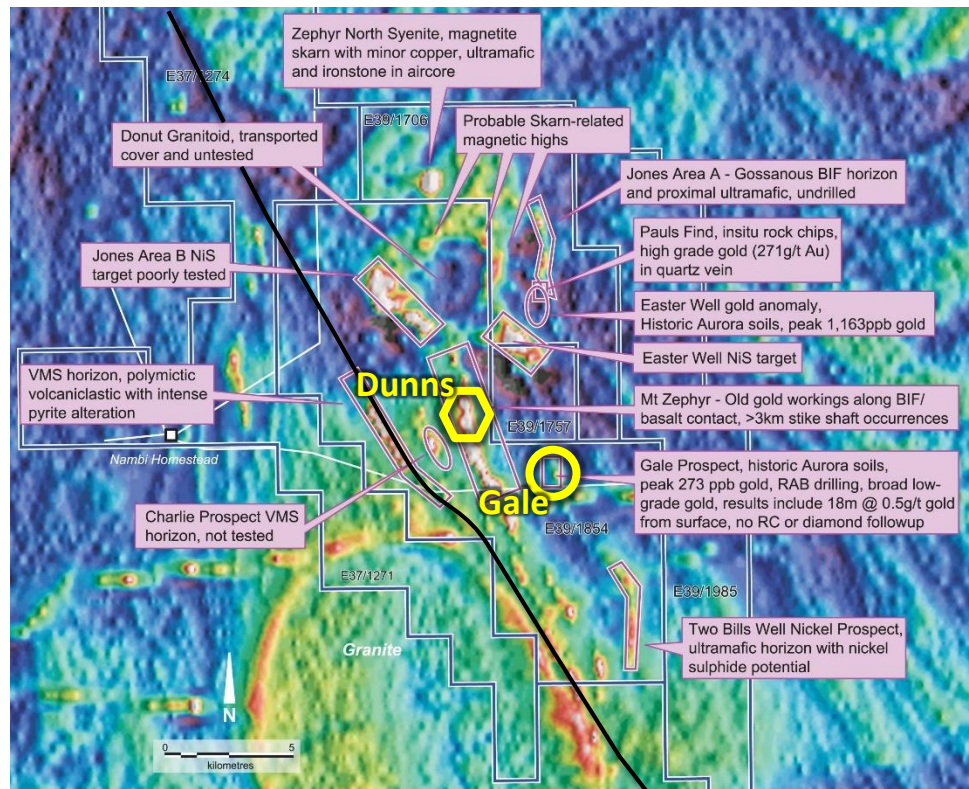 Zephyr North Syenite, magnetite
skarn with minor copper, ultramafic
and ironstone in aircore
E37/1274
E39/1706
Donut Granitoid, transported
cover and untested
Probable Skarn-related
magnetic highs
Jones Area A - Gossanous BIF horizon
and proximal ultramafic, undrilled
Pauls Find, insitu rock chips,
high grade gold (271g/t Au)
in quartz vein
Jones Area B NiS
target poorly tested
Easter Well gold anomaly,
Historic Aurora soils, peak 1,163ppb gold
Easter Well NiS target
VMS horizon, polymictic
volcaniclastic with intense
pyrite alteration
Dunns
Mt Zephyr - Old gold workings along BIF/
basalt contact, >3km stike shaft occurrences
E39/1757
Nambi Homestead
Gale
Gale Prospect, historic Aurora soils,
peak 273 ppb gold, RAB drilling, broad low-
grade gold, results include 18m @ 0.5g/t gold
from surface, no RC or diamond followup
Charlie Prospect VMS
horizon, not tested
E39/1854
E37/1271
E39/1985
Two Bills Well Nickel Prospect,
ultramafic horizon with nickel
sulphide potential
Granite
N
0 5
kilometres